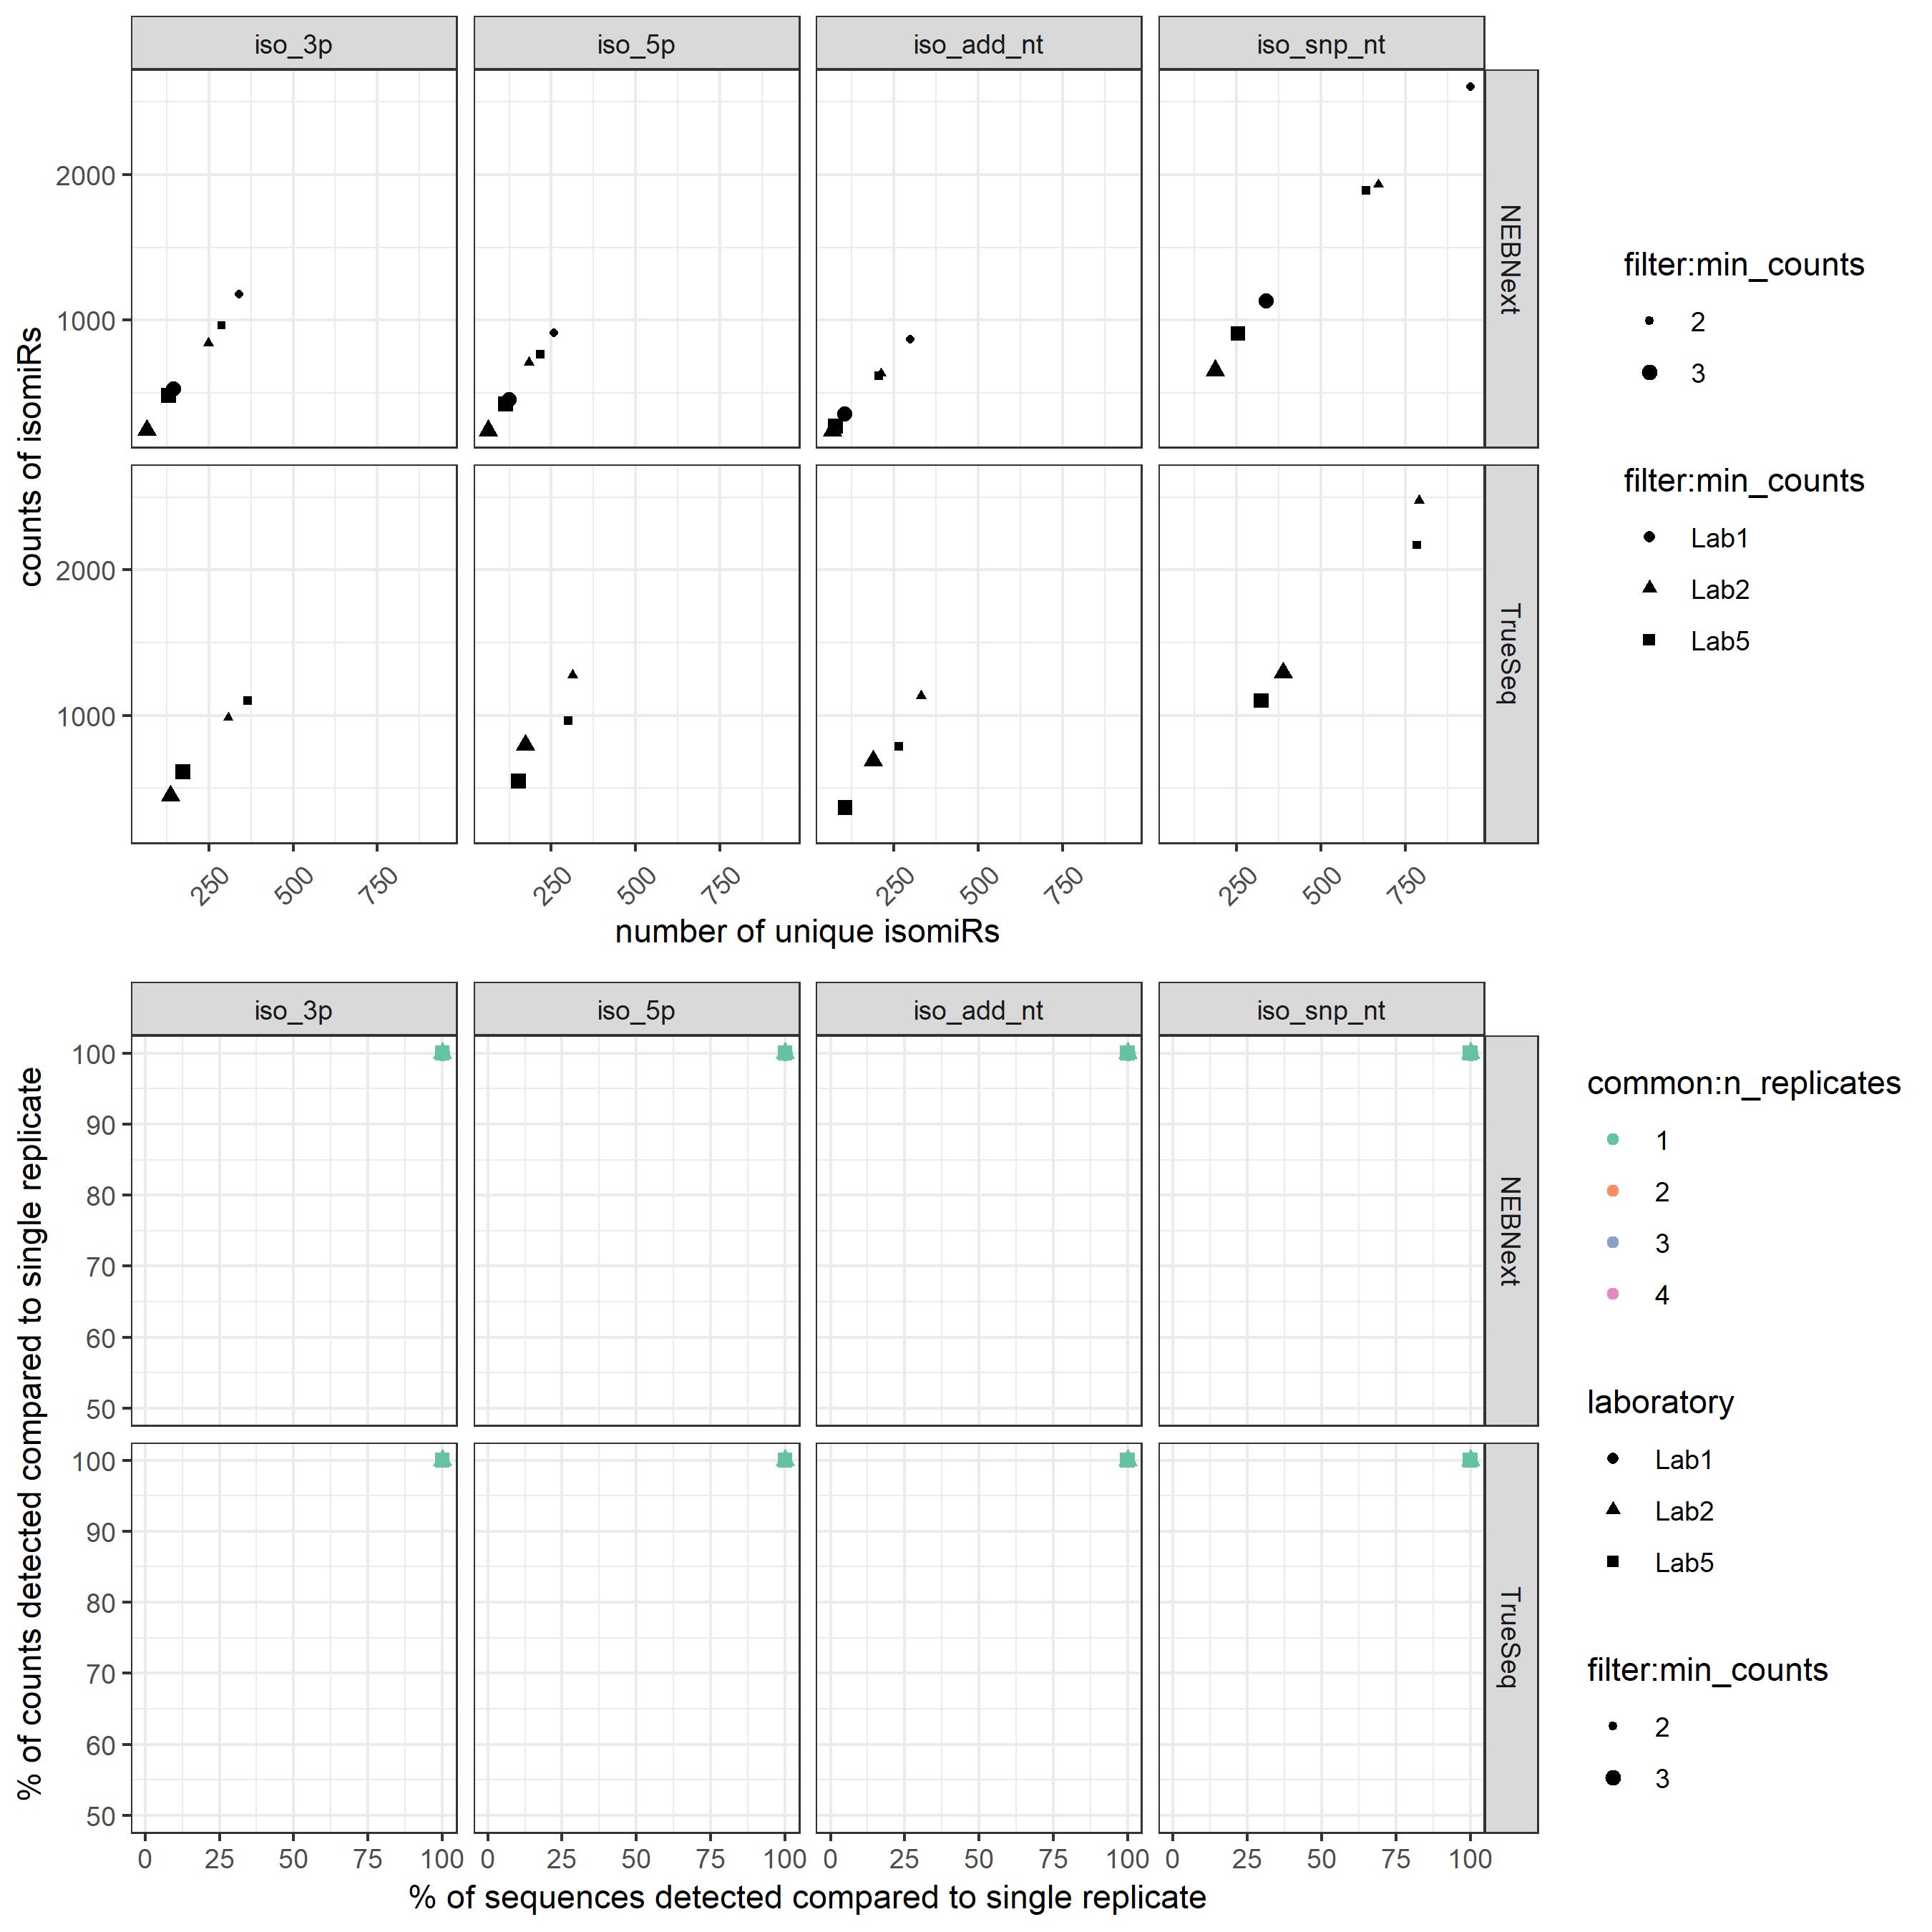 iso_3p iso_5p iso_add_nt iso_snp_nt
counts of isomiRs
2000
1000
NEBNext
2000
1000
TrueSeq
250 500 750 250 500 750 250 500 750 250 500 750
number of unique isomiRs
filter:min_counts
2
3
filter:min_counts
Lab1
Lab2
Lab5
iso_3p iso_5p iso_add_nt iso_snp_nt
% of counts detected compared to single replicate
100
90
80
70
60
50
NEBNext
100
90
80
70
60
50
TrueSeq
0 25 50 75 100 0 25 50 75 100 0 25 50 75 100 0 25 50 75 100
% of sequences detected compared to single replicate
common:n_replicates
1
2
3
4
laboratory
Lab1
Lab2
Lab5
filter:min_counts
2
3